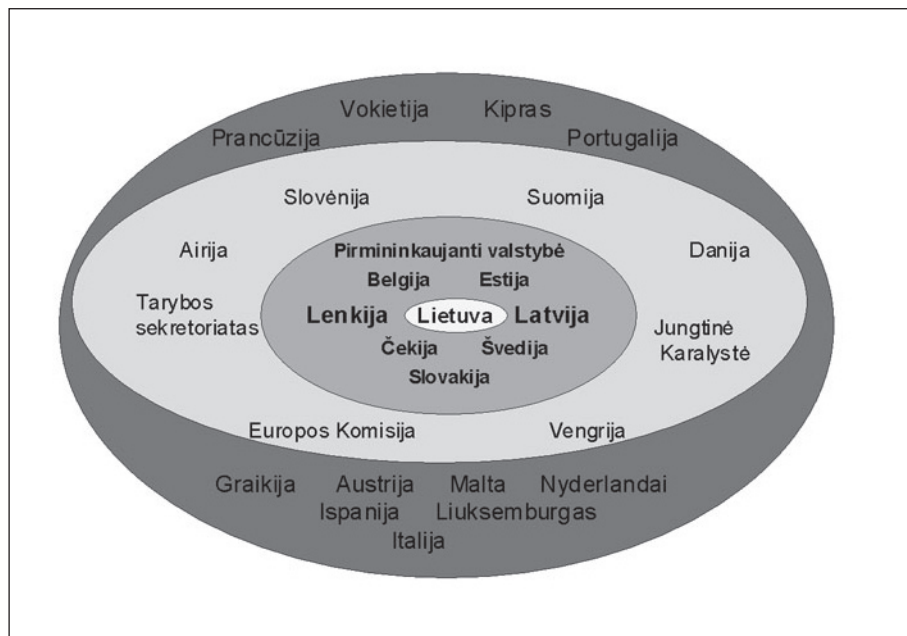 Vokietija Kipras
Prancūzija Portugalija
Slovėnija Suomija
Airija Danija
Pirmininkaujanti valstybė
Belgija Estija
Tarybos
sekretoriatas
Lenkija Lietuva Latvija
Jungtinė
Karalystė
Čekija Švedija
Slovakija
Europos Komisija Vengrija
Graikija Austrija Malta Nyderlandai
Ispanija Liuksemburgas
Italija